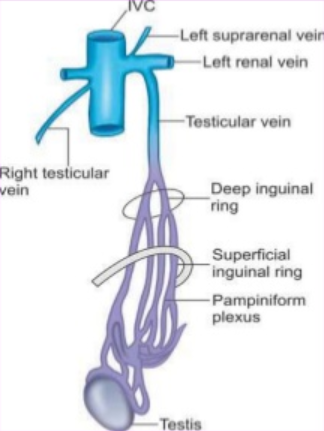 IVC
Left suprarenal vein
Left renal vein
Testicular vein
Right testicular
vein
Deep inguinal
ring
Superficial
inguinal ring
Pampiniform
plexus
Testis